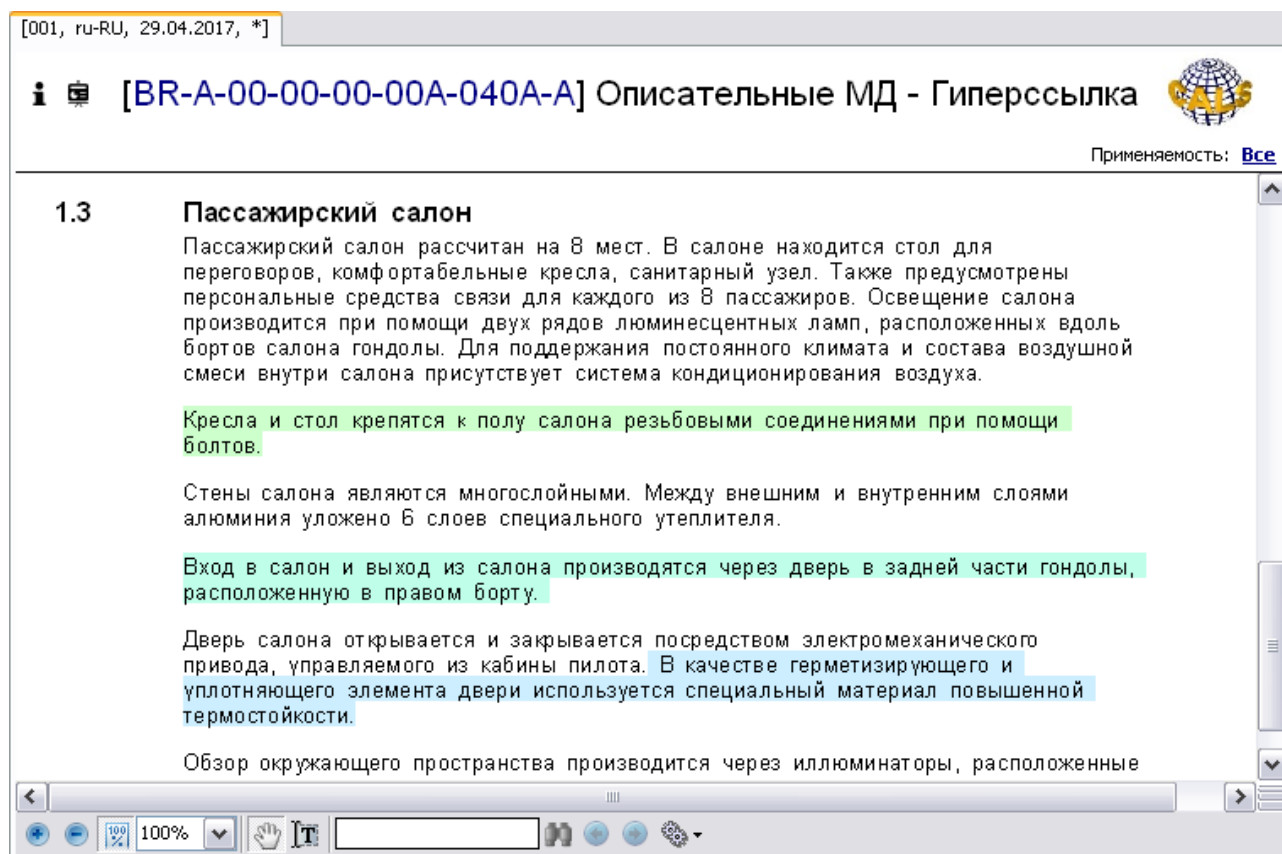 [001, ru-RU, 29.04.2017, *]
[BR-A-00-00-00-00A-040A-A] Описательные МД - Гиперссылка
CALS
Применяемость: Все
1.3 Пассажирский салон
Пассажирский салон рассчитан на 8 мест. В салоне находится стол для
переговоров, комфортабельные кресла, санитарный узел. Также предусмотрены
персональные средства связи для каждого из 8 пассажиров. Освещение салона
производится при помощи двух рядов люминесцентных ламп, расположенных вдоль
бортов салона гондолы. Для поддержания постоянного климата и состава воздушной
смеси внутри салона присутствует система кондиционирования воздуха.
Кресла и стол крепятся к полу салона резьбовыми соединениями при помощи
болтов.
Стены салона являются многослойными. Между внешним и внутренним слоями
алюминия уложено 6 слоев специального утеплителя.
Вход в салон и выход из салона производятся через дверь в задней части гондолы,
расположенную в правом борту.
Дверь салона открывается и закрывается посредством электромеханического
привода, управляемого из кабины пилота. В качестве герметизирующего и
уплотняющего элемента двери используется специальный материал повышенной
термостойкости.
Обзор окружающего пространства производится через иллюминаторы, расположенные
100% 100%